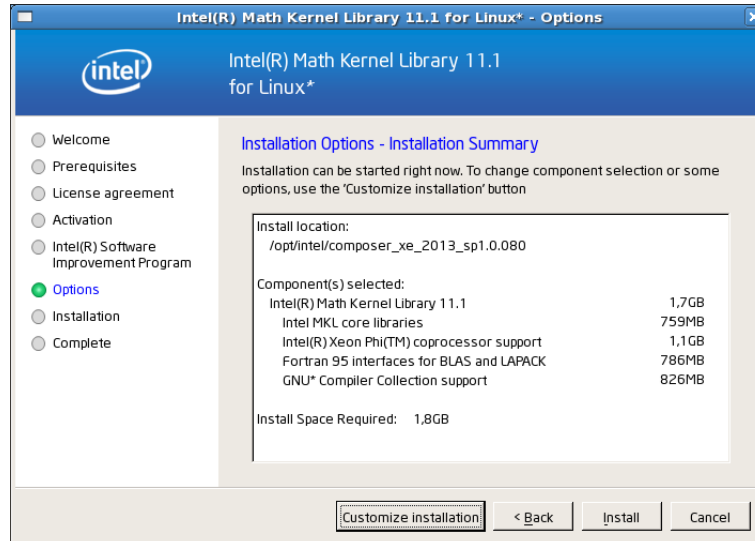 Intel(R) Math Kernel Library 11.1 for Linux* - Options
intel
Intel(R) Math Kernel Library 11.1
for Linux*
Welcome
Prerequisites
License agreement
Activation
Intel(R) Software
Improvement Program
Options
Installation
Complete
Installation Options - Installation Summary
Installation can be started right now. To change component selection or some
options, use the 'Customize installation' button
Install location:
/opt/intel/composer_xe_2013_sp1.0.080
Component(s) selected:
Intel(R) Math Kernel Library 11.1 1,7GB
Intel MKL core libraries 759MB
Intel(R) Xeon Phi(TM) coprocessor support 1,1GB
Fortran 95 interfaces for BLAS and LAPACK 786MB
GNU* Compiler Collection support 826MB
Install Space Required: 1,8GB
Customize installation < Back Install Cancel